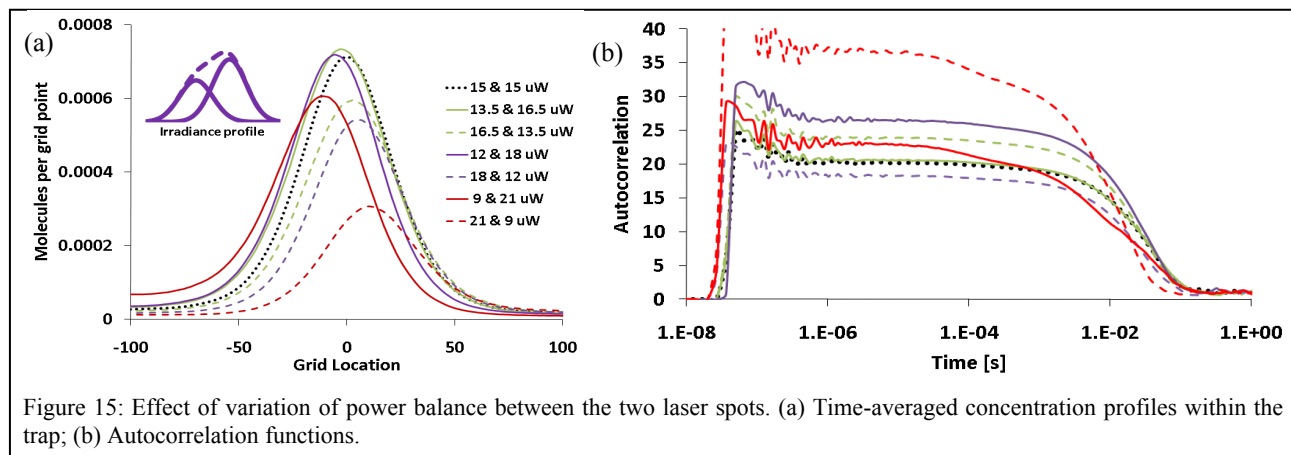 (a)
0.0008
0.0006
0.0004
0.0002
0
-100
-50
0
50
100
Molecules per grid point
Grid Location
Irradiance profile
15 & 15 uW
13.5 & 16.5 uW
16.5 & 13.5 uW
12 & 18 uW
18 & 12 uW
9 & 21 uW
21 & 9 uW
(b)
40
35
30
25
20
15
10
5
0
1.E-08
1.E-06
1.E-04
1.E-02
1.E+00
Autocorrelation
Time [s]
Figure 15: Effect of variation of power balance between the two laser spots. (a) Time-averaged concentration profiles within the
trap; (b) Autocorrelation functions.